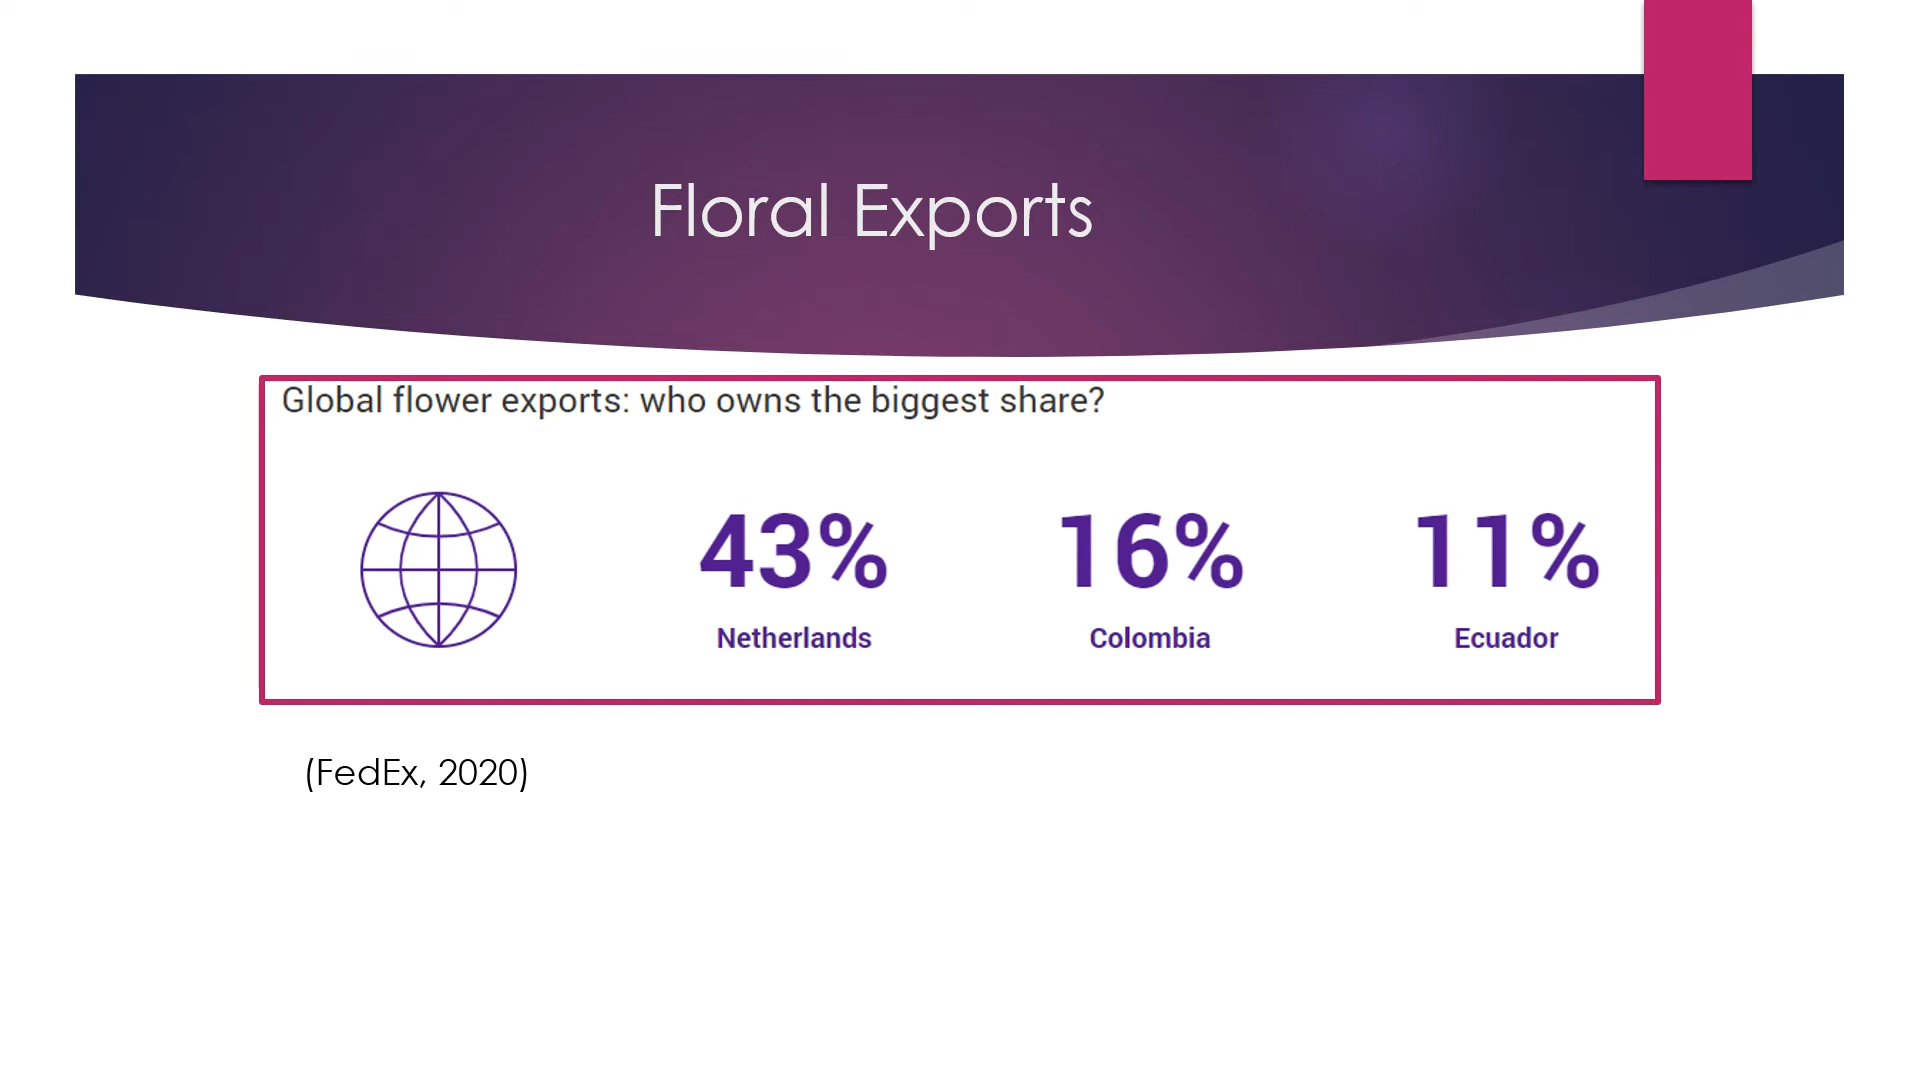 Floral Exports
Global flower exports: who owns the biggest share?
43% 16% 11%
Netherlands Colombia Ecuador
(FedEx, 2020)